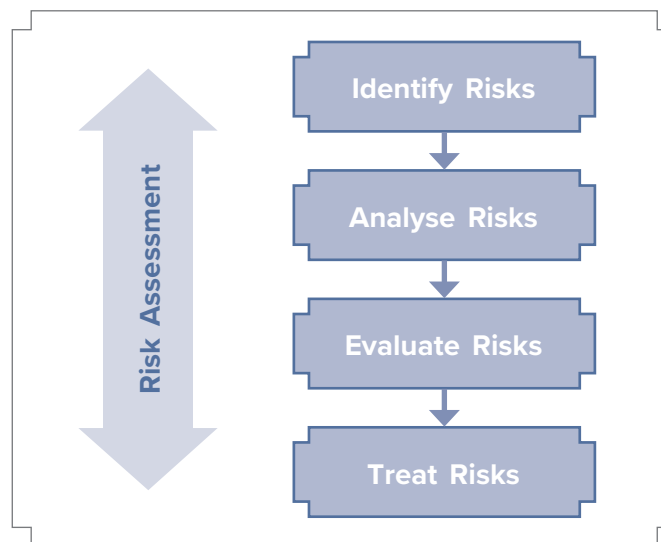 Risk Assessment
Identify Risks
Analyse Risks
Evaluate Risks
Treat Risks